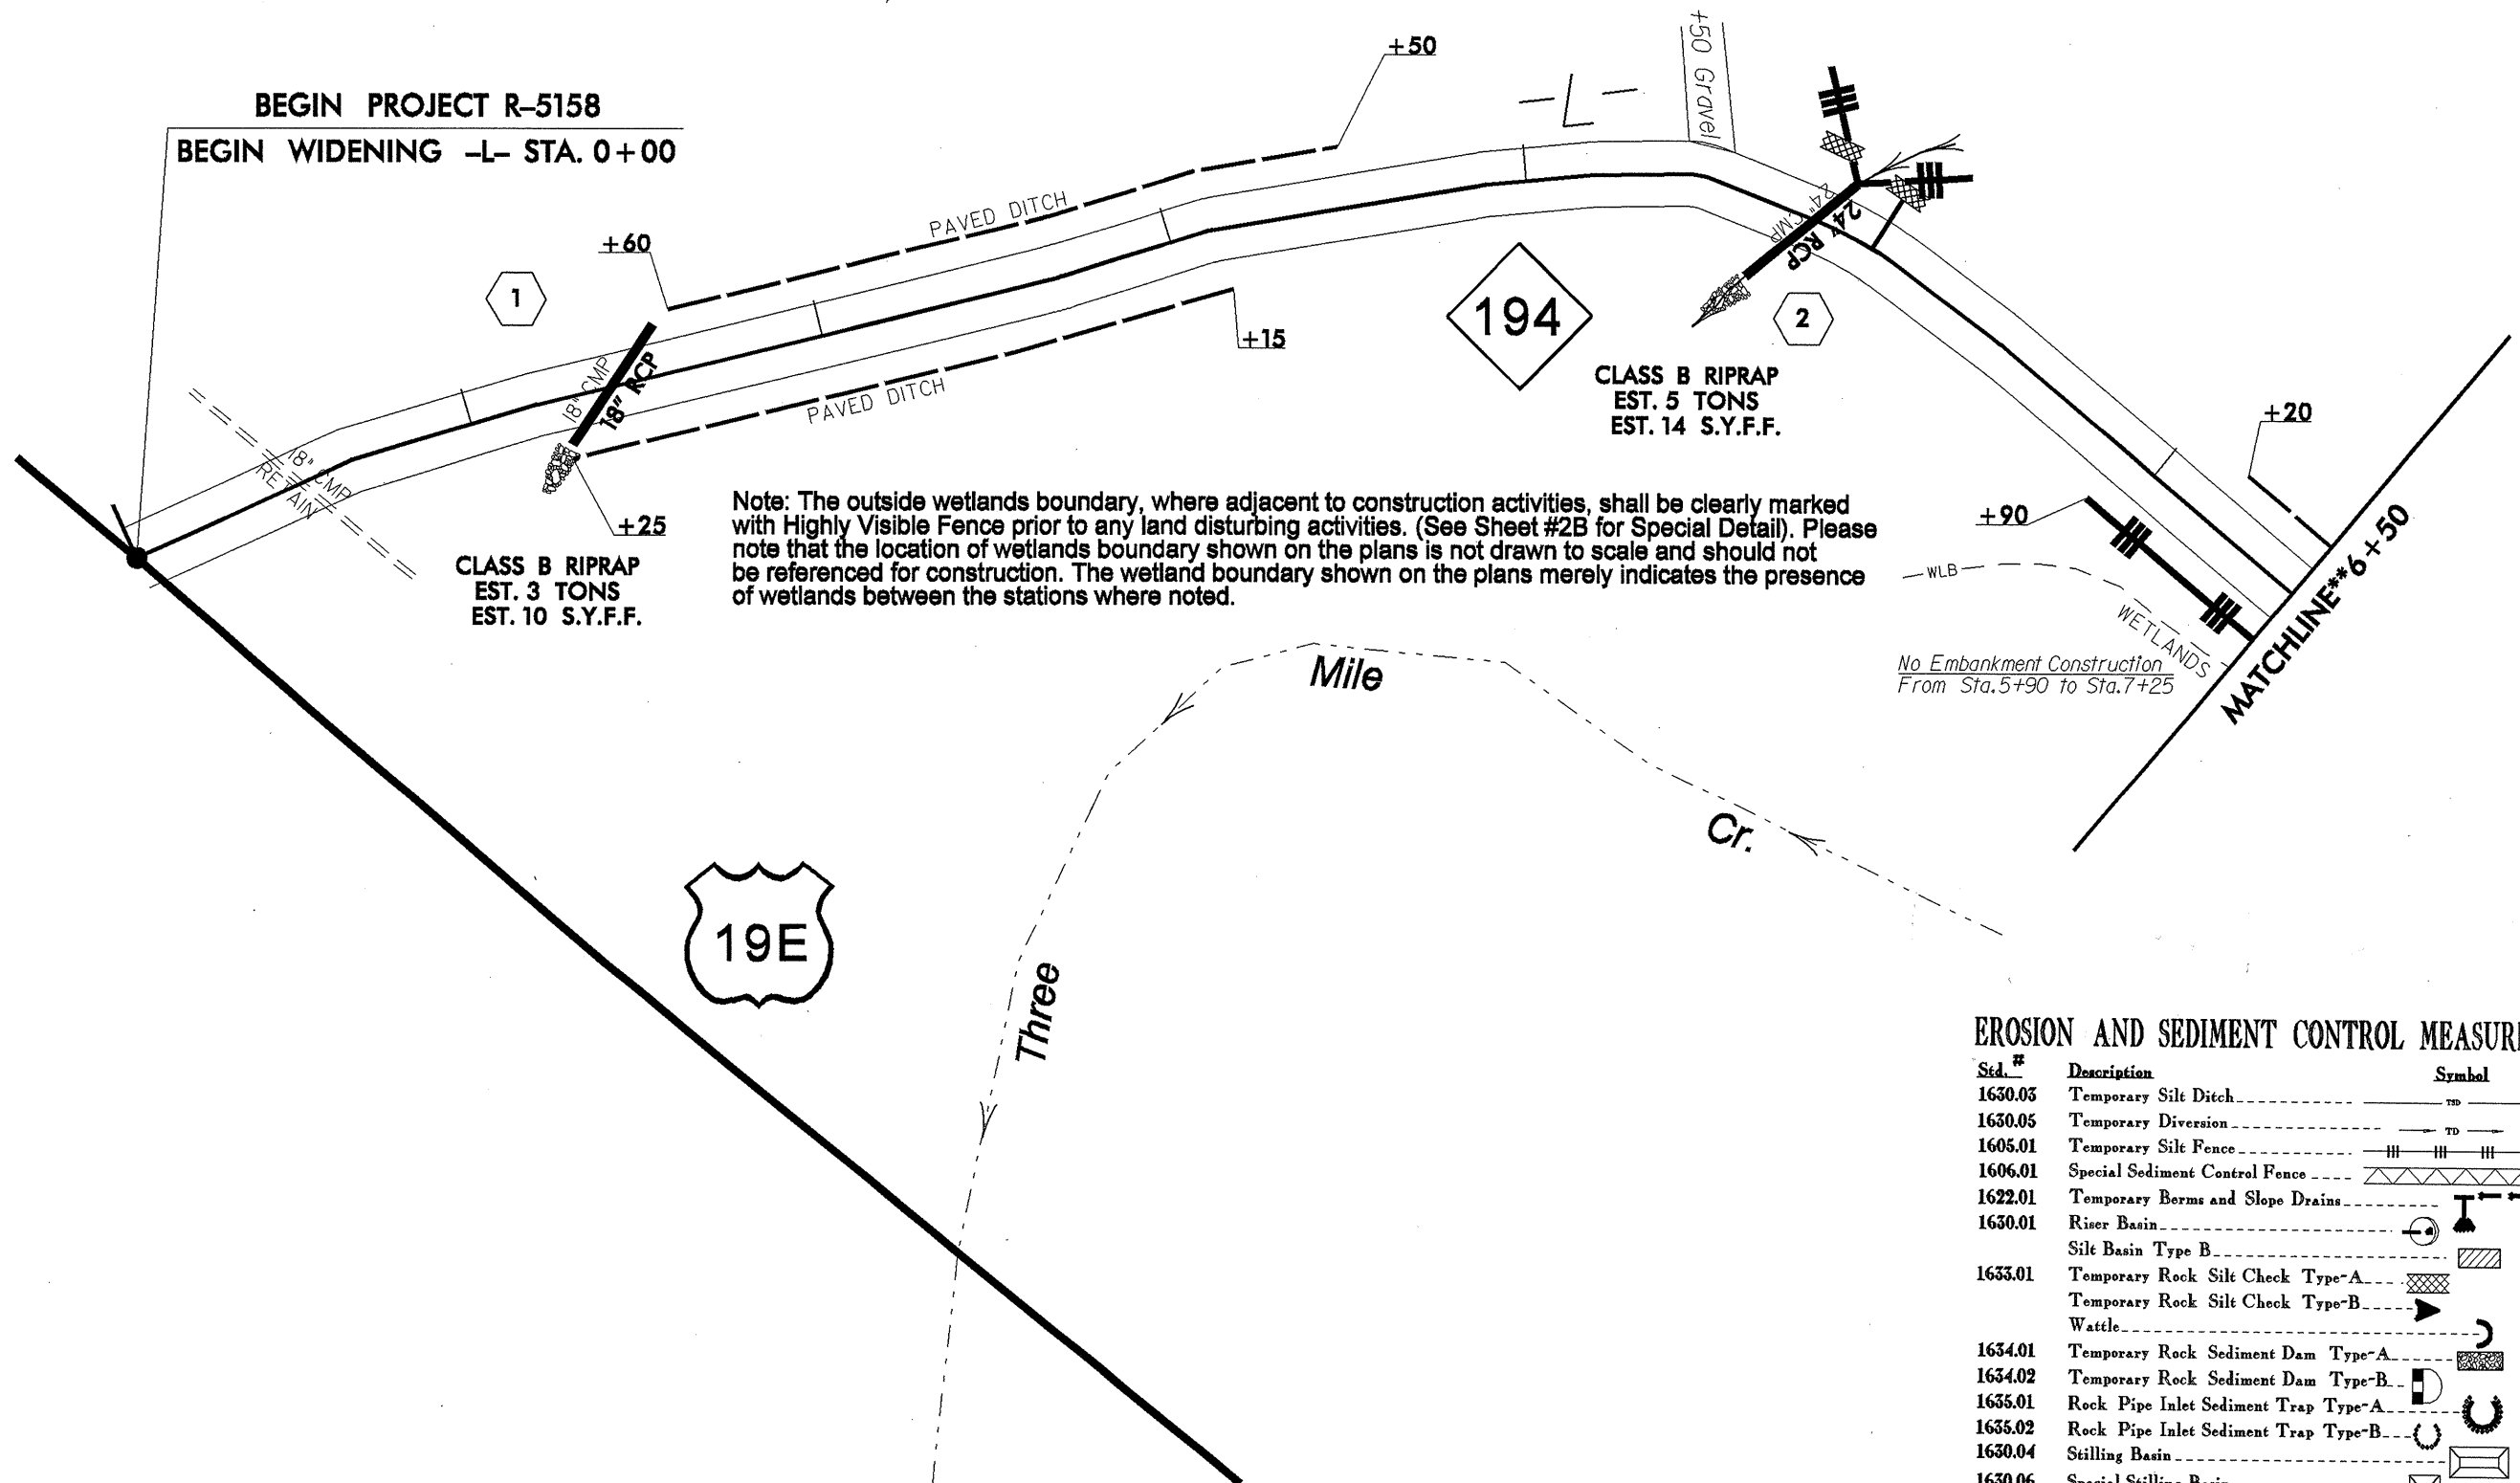 BEGIN PROJECT R–5158
BEGIN WIDENING –L– STA. 0+00
+50
–L–
+50 Gravel
PAVED DITCH
+60
1
18" CMP
18" RCP
+15
PAVED DITCH
194
24" CMP
24" RCP
2
CLASS B RIPRAP
EST. 5 TONS
EST. 14 S.Y.F.F.
18" CMP
RETAIN
+25
CLASS B RIPRAP
EST. 3 TONS
EST. 10 S.Y.F.F.
Note: The outside wetlands boundary, where adjacent to construction activities, shall be clearly marked
with Highly Visible Fence prior to any land disturbing activities. (See Sheet #2B for Special Detail). Please
note that the location of wetlands boundary shown on the plans is not drawn to scale and should not
be referenced for construction. The wetland boundary shown on the plans merely indicates the presence
of wetlands between the stations where noted.
+20
+90
WLB
WETLANDS
No Embankment Construction
From Sta.5+90 to Sta.7+25
MATCHLINE**6+50
Mile
Cr.
Three
19E
EROSION AND SEDIMENT CONTROL MEASUR
Std. # Description Symbol
1630.03 Temporary Silt Ditch TSD
1630.05 Temporary Diversion TD
1605.01 Temporary Silt Fence
1606.01 Special Sediment Control Fence
1622.01 Temporary Berms and Slope Drains
1630.01 Riser Basin
Silt Basin Type B
1633.01 Temporary Rock Silt Check Type-A
Temporary Rock Silt Check Type-B
Wattle
1634.01 Temporary Rock Sediment Dam Type-A
1634.02 Temporary Rock Sediment Dam Type-B
1635.01 Rock Pipe Inlet Sediment Trap Type-A
1635.02 Rock Pipe Inlet Sediment Trap Type-B
1630.04 Stilling Basin
1630.06 Special Stilling Basin